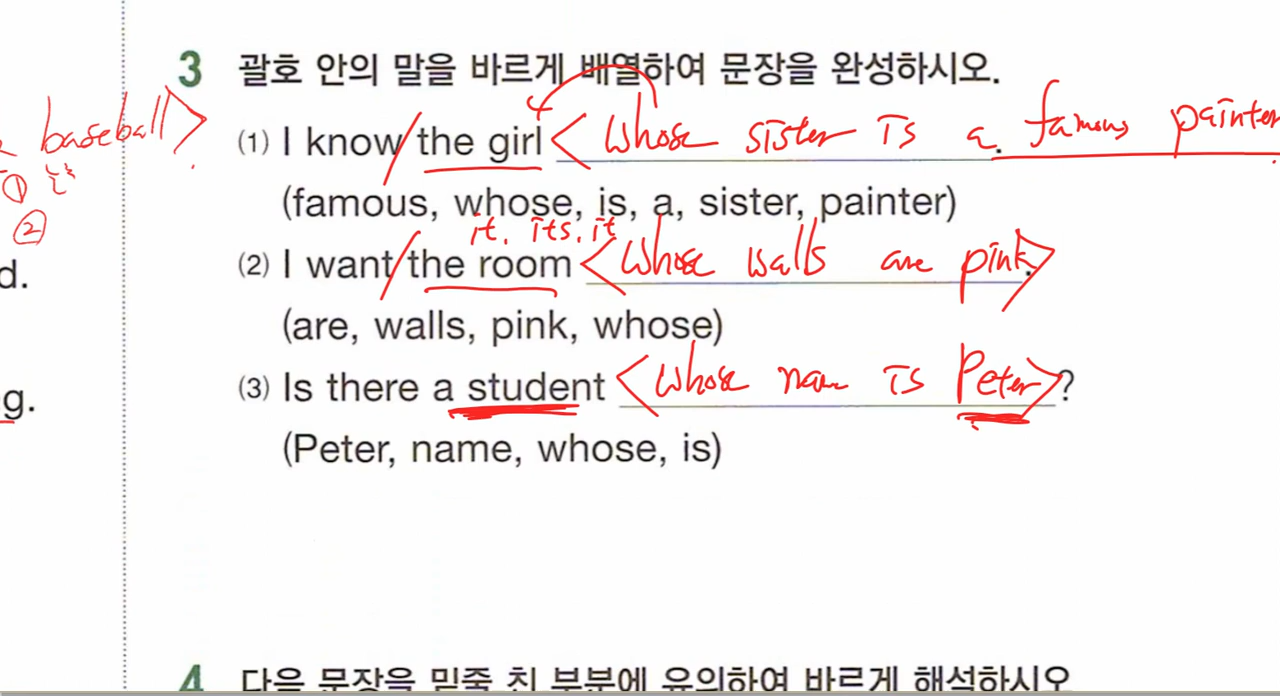 3 괄호 안의 말을 바르게 배열하여 문장을 완성하시오.
baseball
(1) I know the girl whose sister is a famous painter.
①
(famous, whose, is, a, sister, painter)
②
it. its. it
(2) I want the room whose walls are pink.
d.
(are, walls, pink, whose)
(3) Is there a student whose name is Peter?
g.
(Peter, name, whose, is)
4 다음 문장을 밑줄 친 부분에 유의하여 바르게 해석하시오